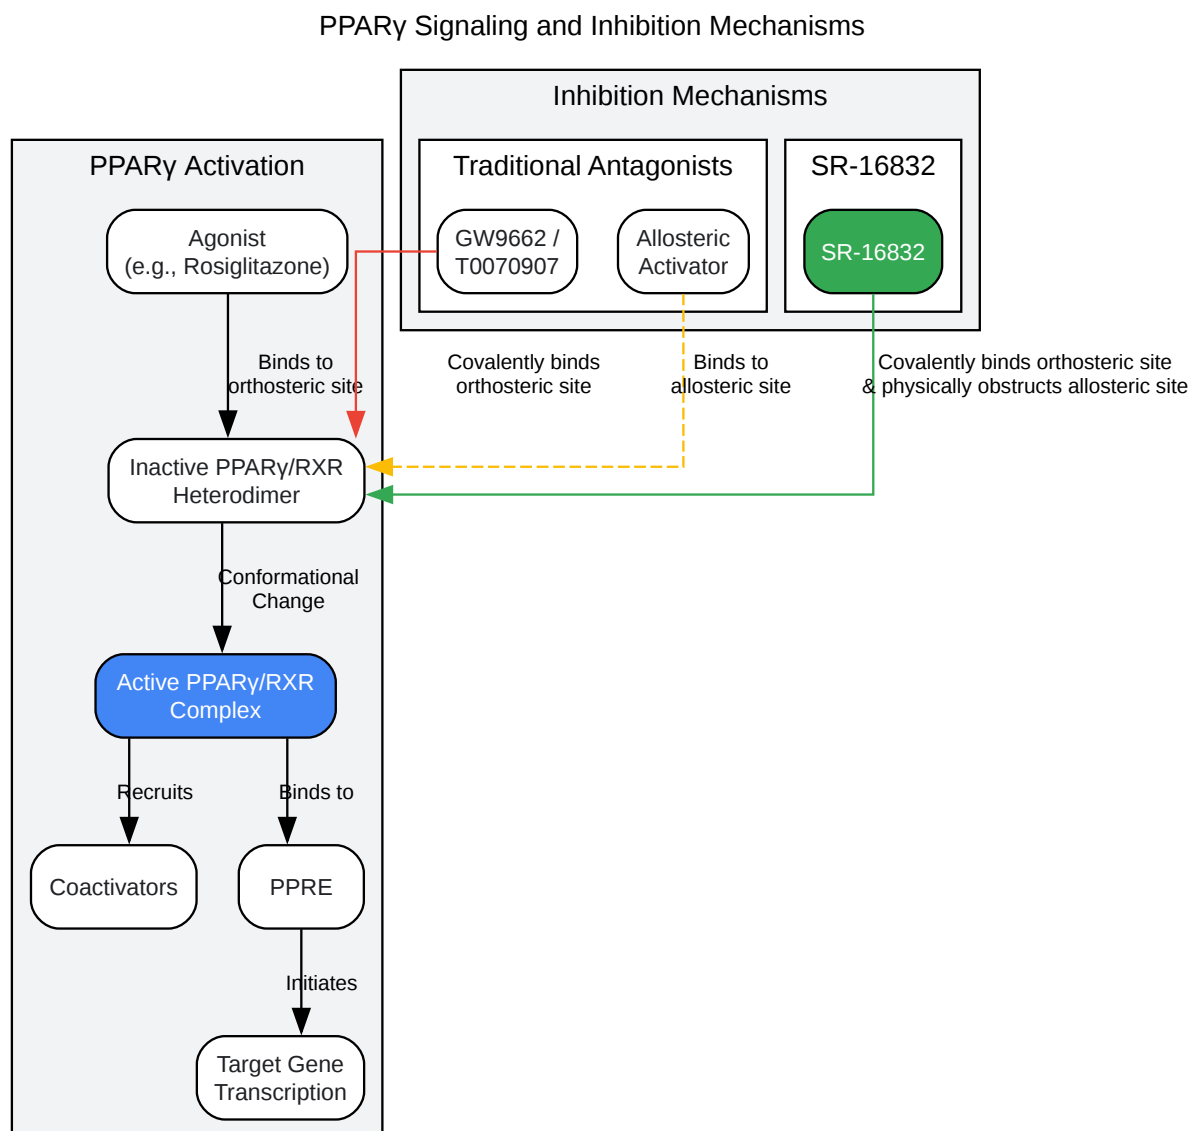 PPARγ Signaling and Inhibition Mechanisms
Inhibition Mechanisms
PPARγ Activation
Traditional Antagonists
SR-16832
Agonist
(e.g., Rosiglitazone)
GW9662 /
T0070907
Allosteric
Activator
SR-16832
Binds to
orthosteric site
Covalently binds
orthosteric site
Binds to
allosteric site
Covalently binds orthosteric site
& physically obstructs allosteric site
Inactive PPARγ/RXR
Heterodimer
Conformational
Change
Active PPARγ/RXR
Complex
Recruits
Binds to
Coactivators
PPRE
Initiates
Target Gene
Transcription